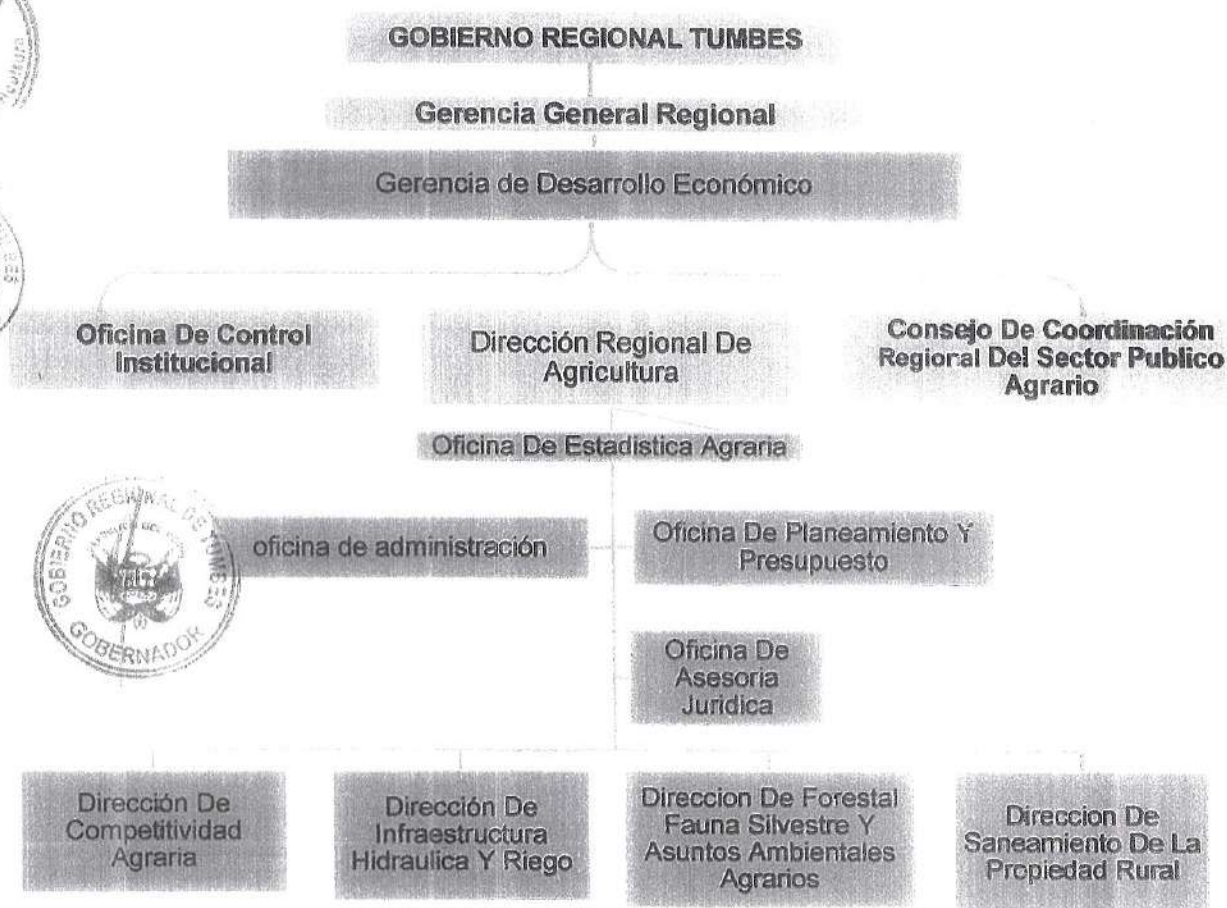 GOBIERNO REGIONAL TUMBES
Gerencia General Regional
Gerencia de Desarrollo Económico
Oficina De Control
Institucional
Dirección Regional De
Agricultura
Consejo De Coordinación
Regional Del Sector Publico
Agrario
Oficina De Estadistica Agraria
oficina de administración
Oficina De Planeamiento Y
Presupuesto
GOBIERNO REGIONAL DE TUMBES
GOBERNADOR
Oficina De
Asesoria
Juridica
Dirección De
Competitividad
Agraria
Dirección De
Infraestructura
Hidraulica Y Riego
Direccion De Forestal
Fauna Silvestre Y
Asuntos Ambientales
Agrarios
Direccion De
Saneamiento De La
Propiedad Rural